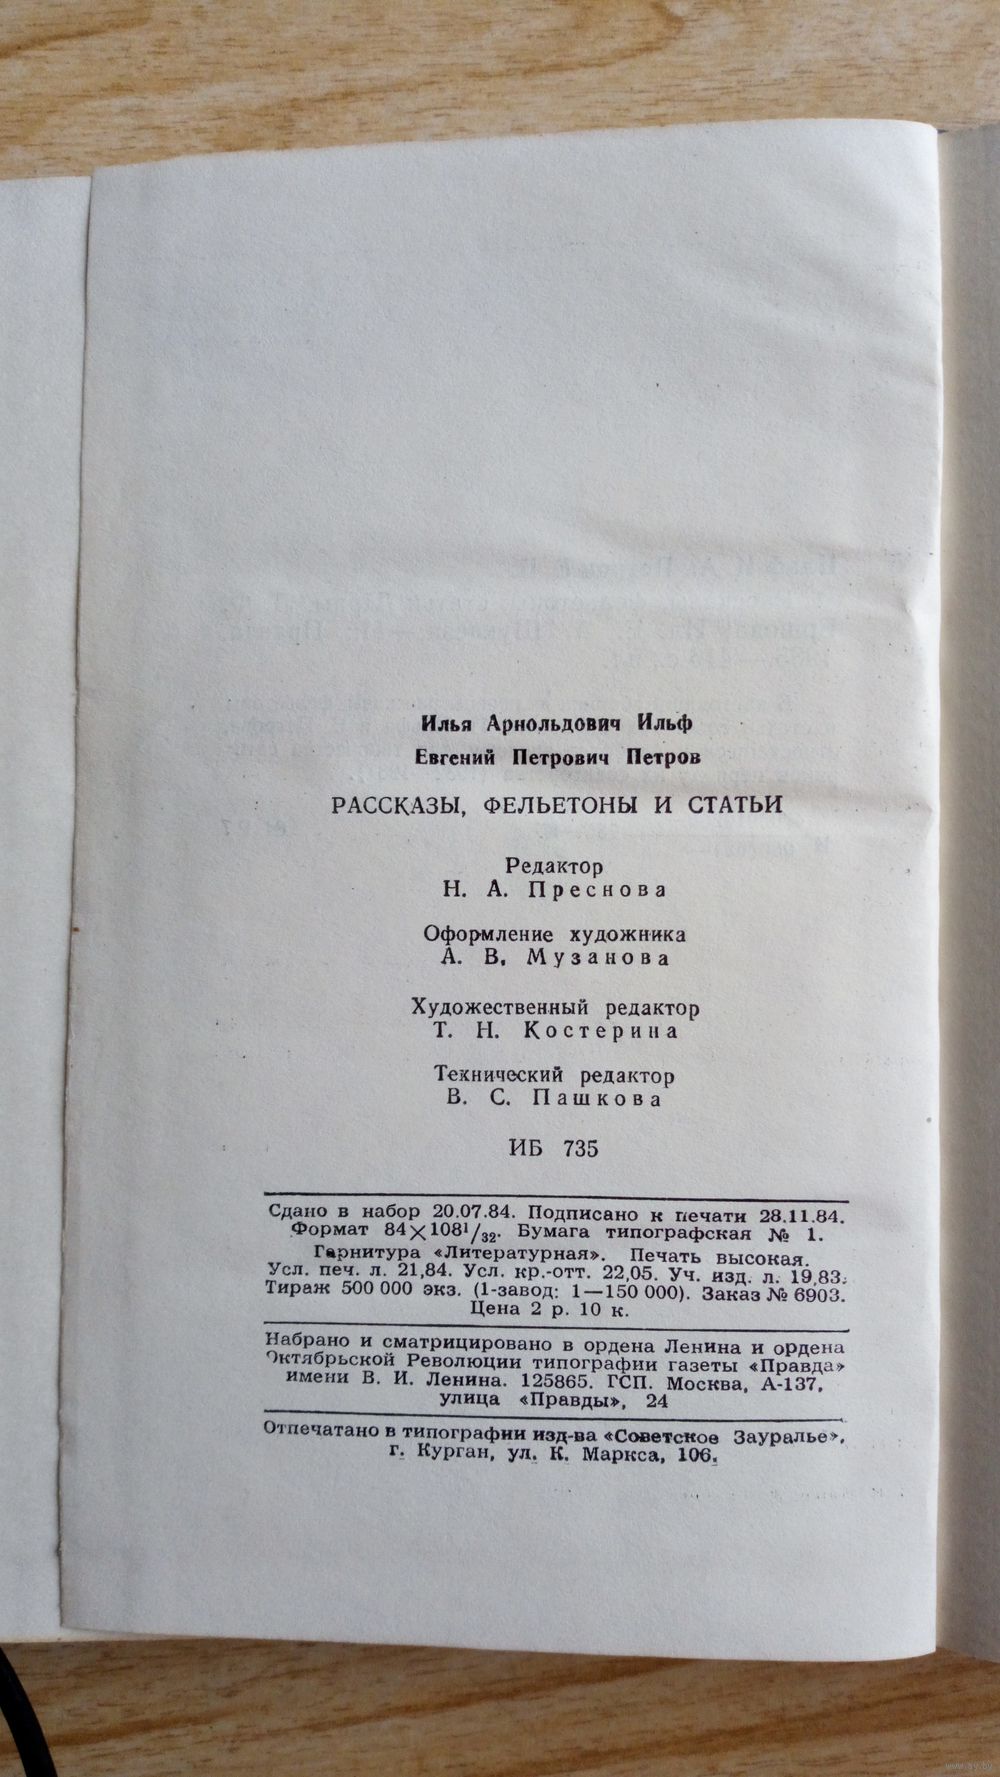 Илья Арнольдович Ильф
Евгений Петрович Петров
РАССКАЗЫ, ФЕЛЬЕТОНЫ И СТАТЬИ
Редактор
Н. А. Преснова
Оформление художника
А. В. Музанова
Художественный редактор
Т. Н. Костерина
Технический редактор
В. С. Пашкова
ИБ 735
Сдано в набор 20.07.84. Подписано к печати 28.11.84.
Формат 84×108¹/₃₂. Бумага типографская № 1.
Гарнитура «Литературная». Печать высокая.
Усл. печ. л. 21,84. Усл. кр.-отт. 22,05. Уч. изд. л. 19,83.
Тираж 500 000 экз. (1-завод: 1—150 000). Заказ № 6903.
Цена 2 р. 10 к.
Набрано и сматрицировано в ордена Ленина и ордена
Октябрьской Революции типографии газеты «Правда»
имени В. И. Ленина. 125865. ГСП. Москва, А-137,
улица «Правды», 24
Отпечатано в типографии изд-ва «Советское Зауралье»,
г. Курган, ул. К. Маркса, 106.
www.ay.by